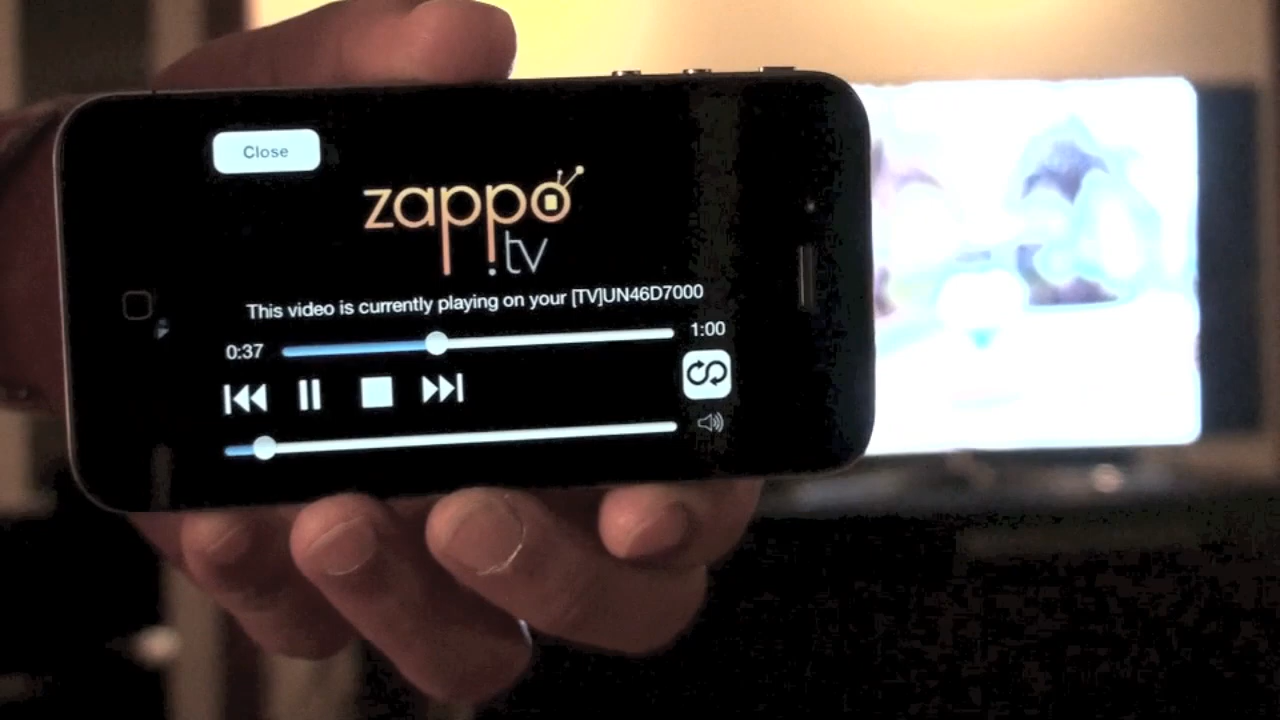 Close
zappo
.tv
This video is currently playing on your [TV]UN46D7000
0:37
1:00